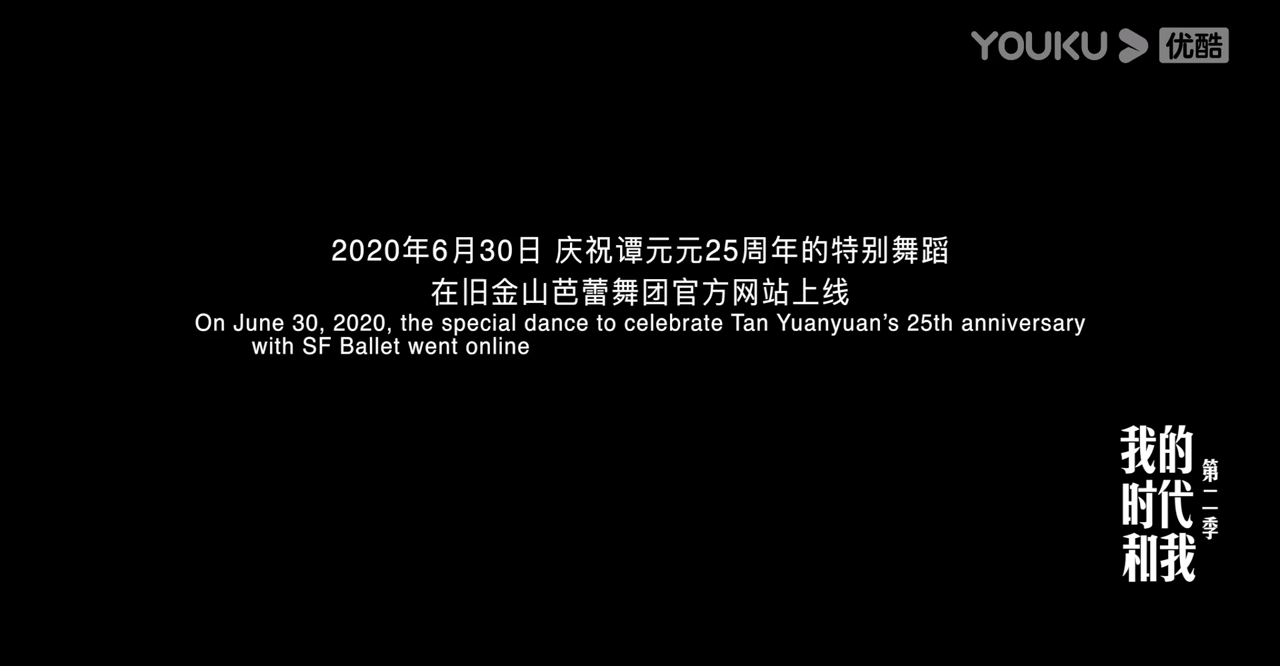 YOUKU 优酷
2020年6月30日 庆祝谭元元25周年的特别舞蹈
在旧金山芭蕾舞团官方网站上线
On June 30, 2020, the special dance to celebrate Tan Yuanyuan’s 25th anniversary
with SF Ballet went online
我的
时代
和我
第二季